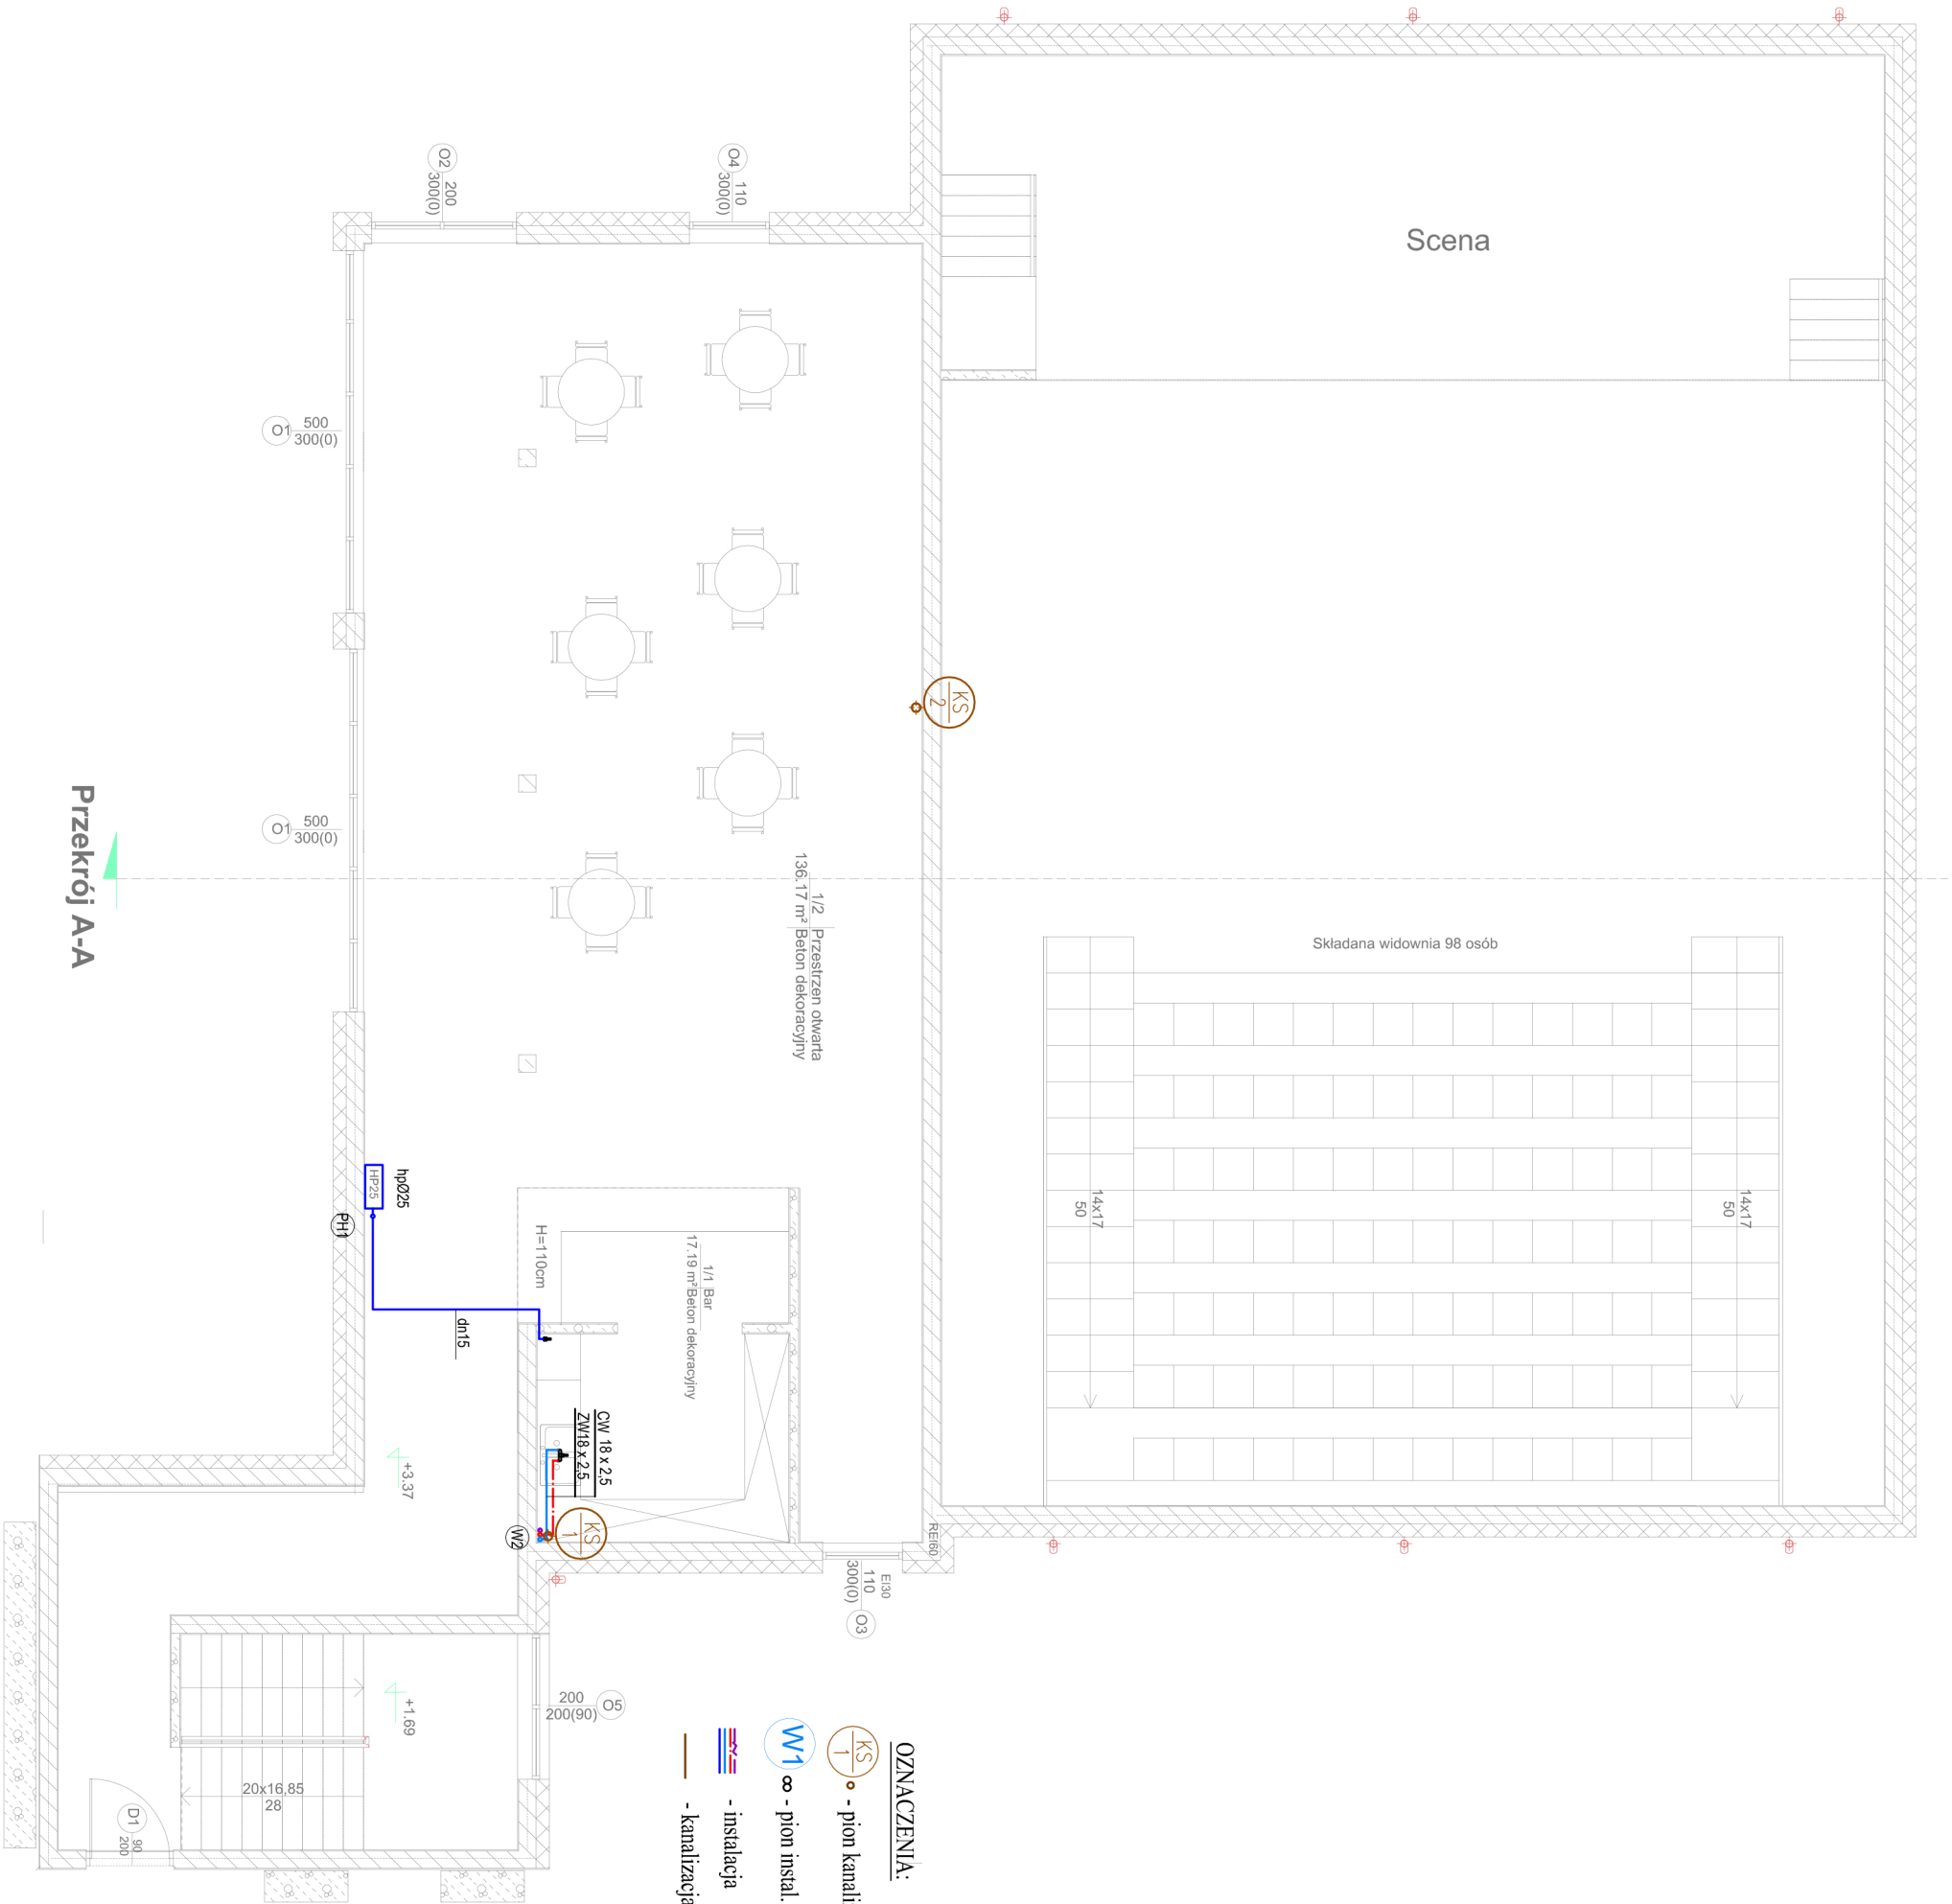 Scena
O2
200
300(0)
O4
110
300(0)
O1
500
300(0)
O1
500
300(0)
KS
2
Przekrój A-A
1/2 Przestrzen otwarta
136.17 m² Beton dekoracyjny
Składana widownia 98 osób
14x17
50
14x17
50
hpØ25
HP25
PH1
dn15
H=110cm
1/1 Bar
17.19 m² Beton dekoracyjny
CW 18 x 2,5
ZW18 x 2,5
KS
1
W2
+3.37
+1.69
REI60
EI30
110
300(0)
O3
200
200(90)
O5
20x16,85
28
D1
90
200
OZNACZENIA:
KS
1
- pion kanali
W1
- pion instal.
- instalacja
- kanalizacja